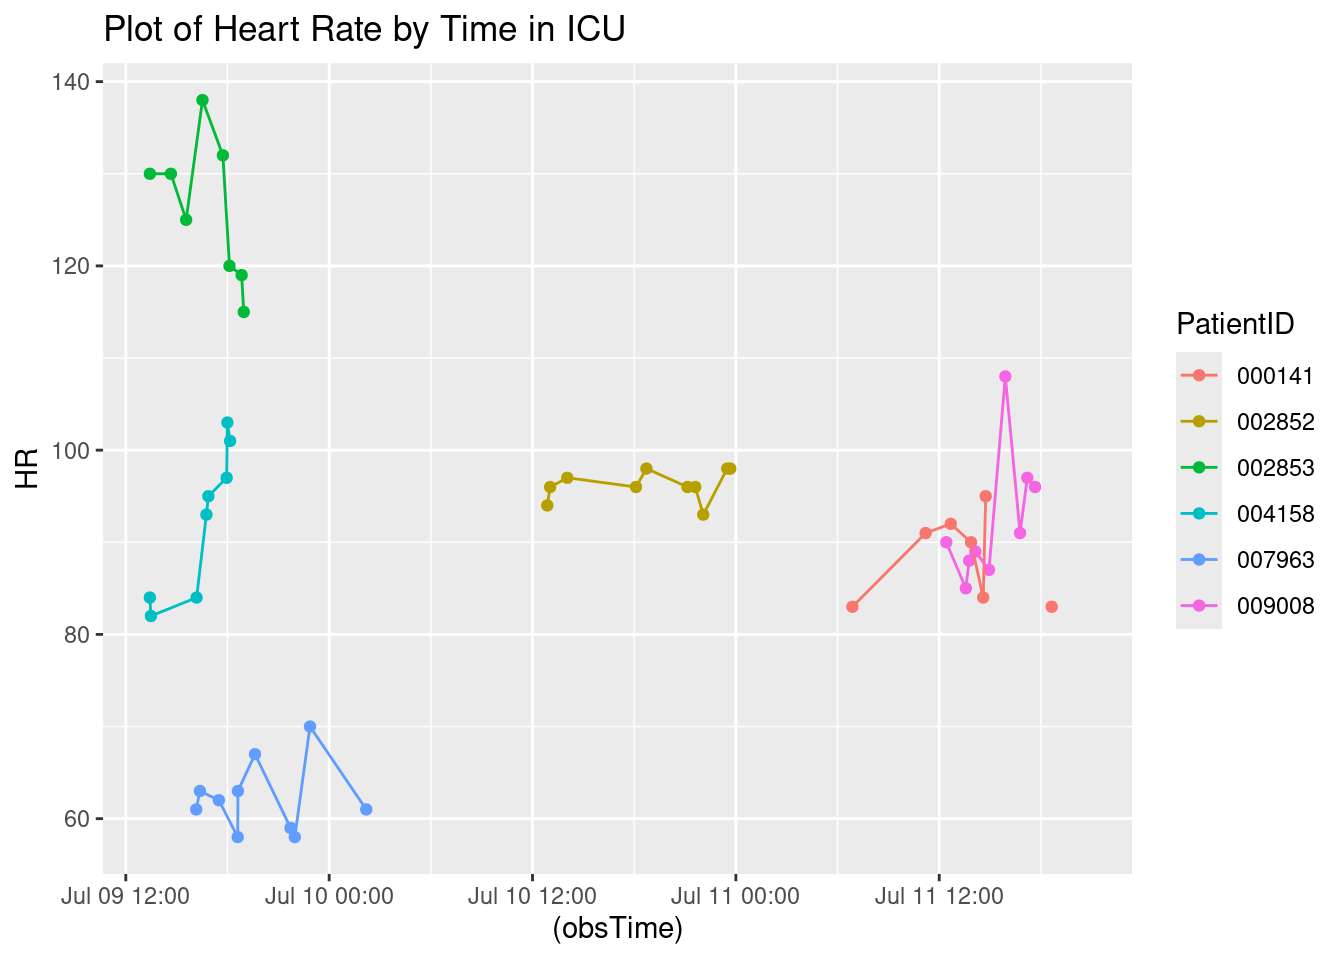 Plot of Heart Rate by Time in ICU
140
120
100
80
60
HR
Jul 09 12:00 Jul 10 00:00 Jul 10 12:00 Jul 11 00:00 Jul 11 12:00
(obsTime)
PatientID
000141
002852
002853
004158
007963
009008